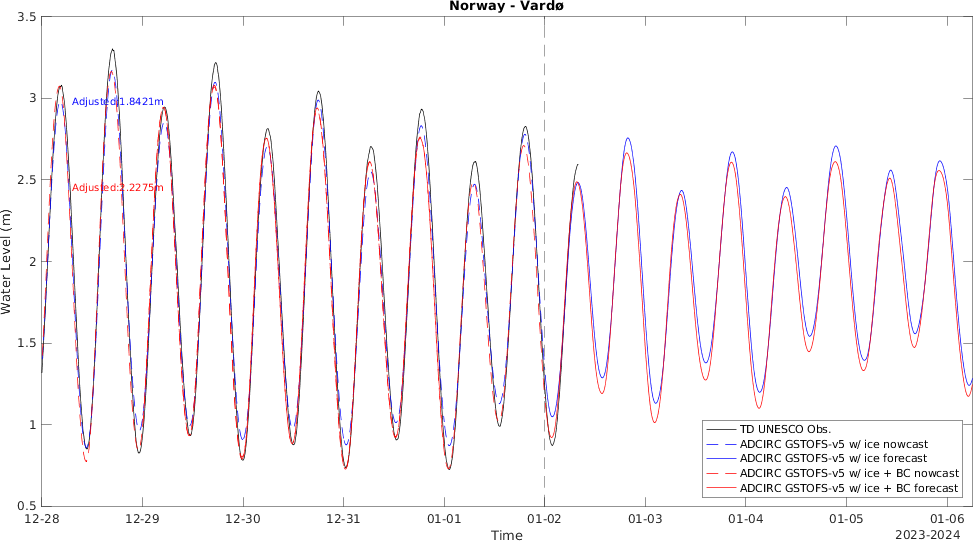 Norway - Vardø
3.5
3
2.5
2
1.5
1
0.5
Water Level (m)
Adjusted:1.8421m
Adjusted:2.2275m
TD UNESCO Obs.
ADCIRC GSTOFS-v5 w/ ice nowcast
ADCIRC GSTOFS-v5 w/ ice forecast
ADCIRC GSTOFS-v5 w/ ice + BC nowcast
ADCIRC GSTOFS-v5 w/ ice + BC forecast
12-28 12-29 12-30 12-31 01-01 01-02 01-03 01-04 01-05 01-06
Time
2023-2024